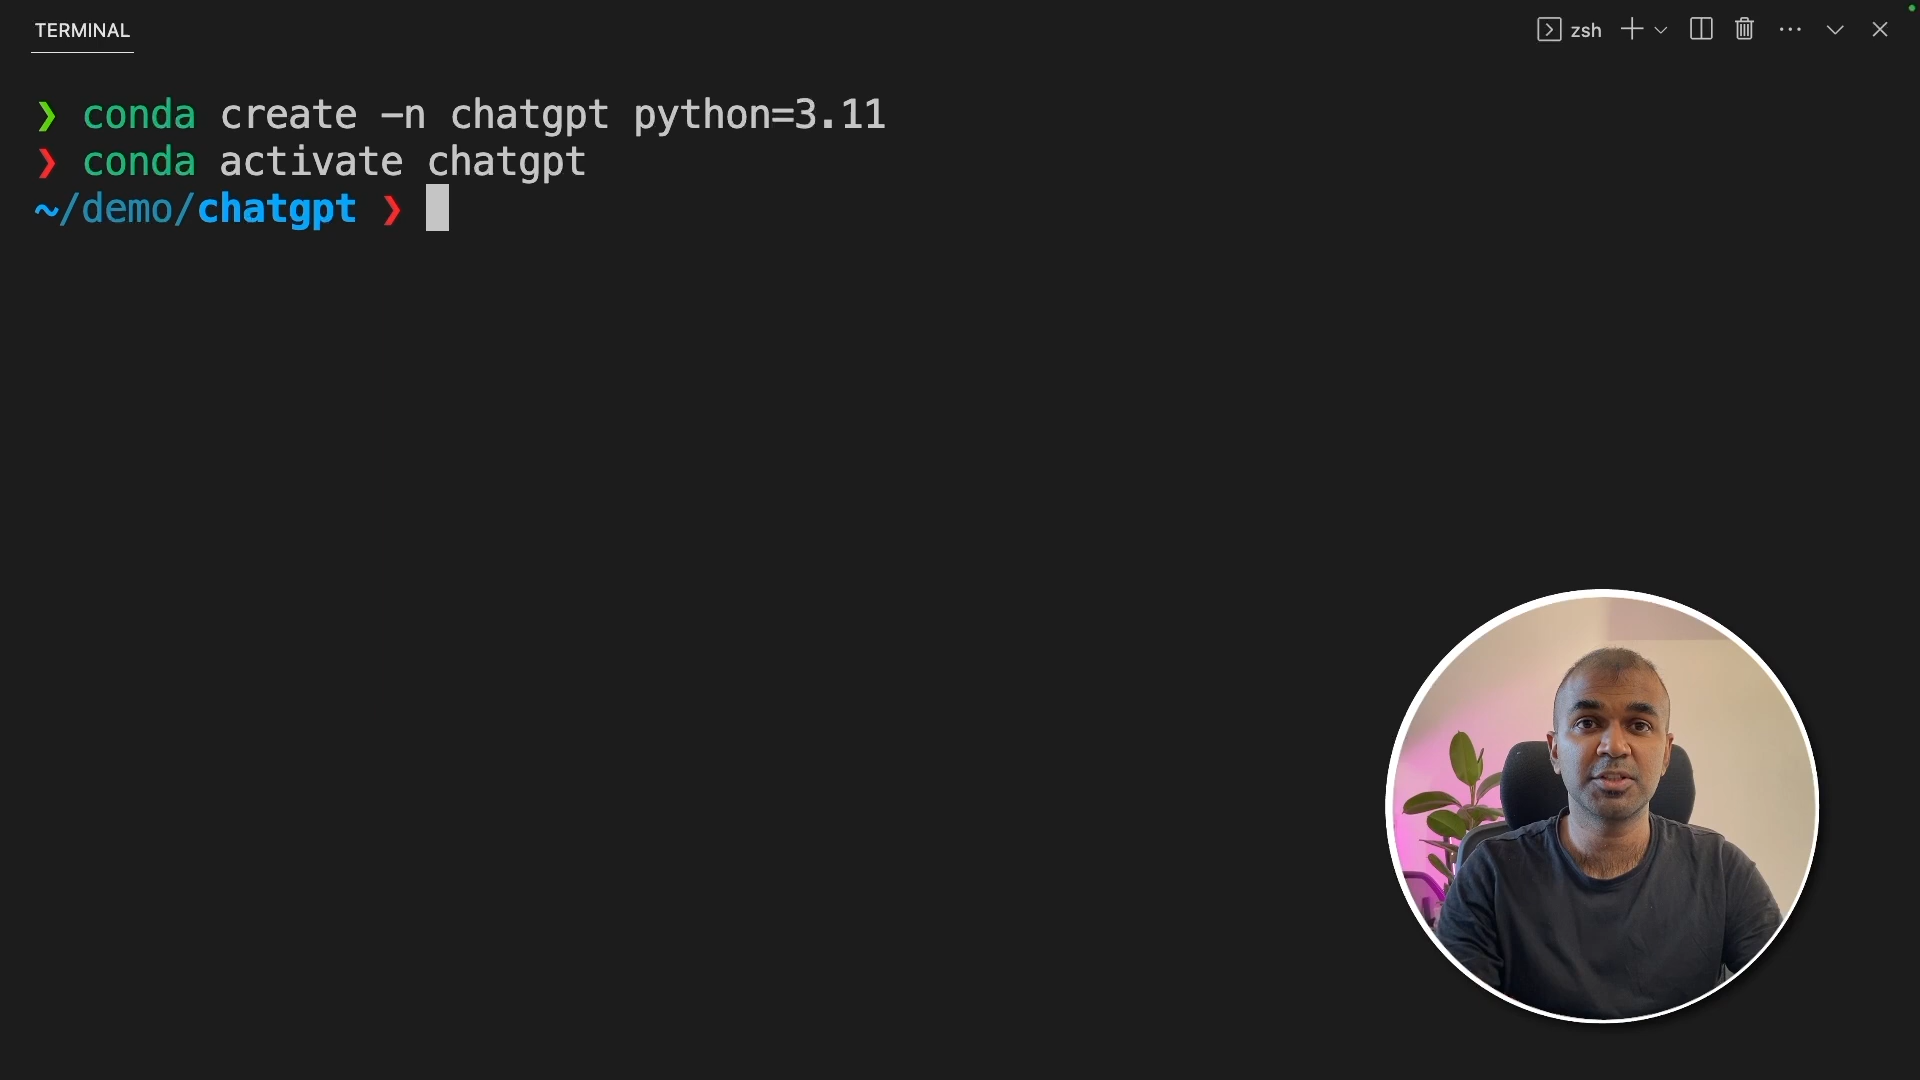 TERMINAL
zsh
❯ conda create -n chatgpt python=3.11
❯ conda activate chatgpt
~/demo/chatgpt ❯